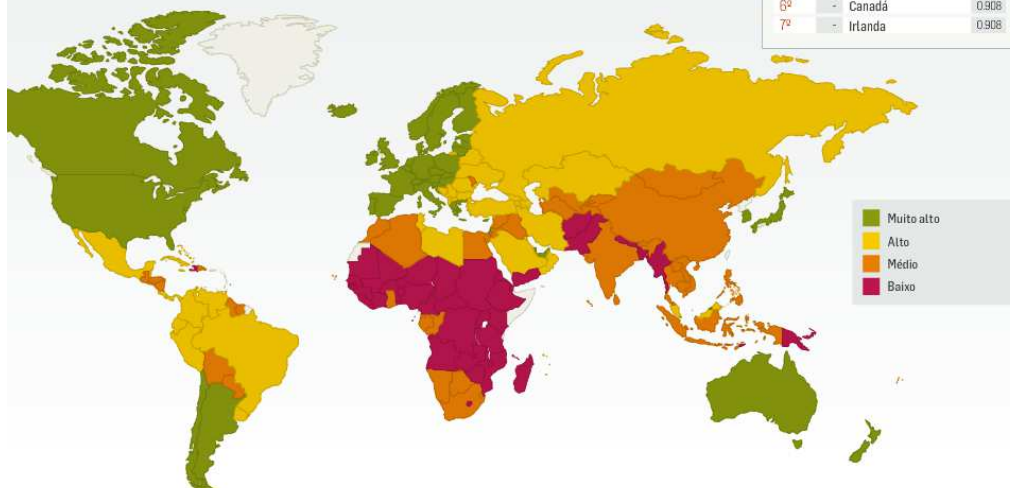 6º - Canadá 0.908
7º - Irlanda 0.908
Muito alto
Alto
Médio
Baixo